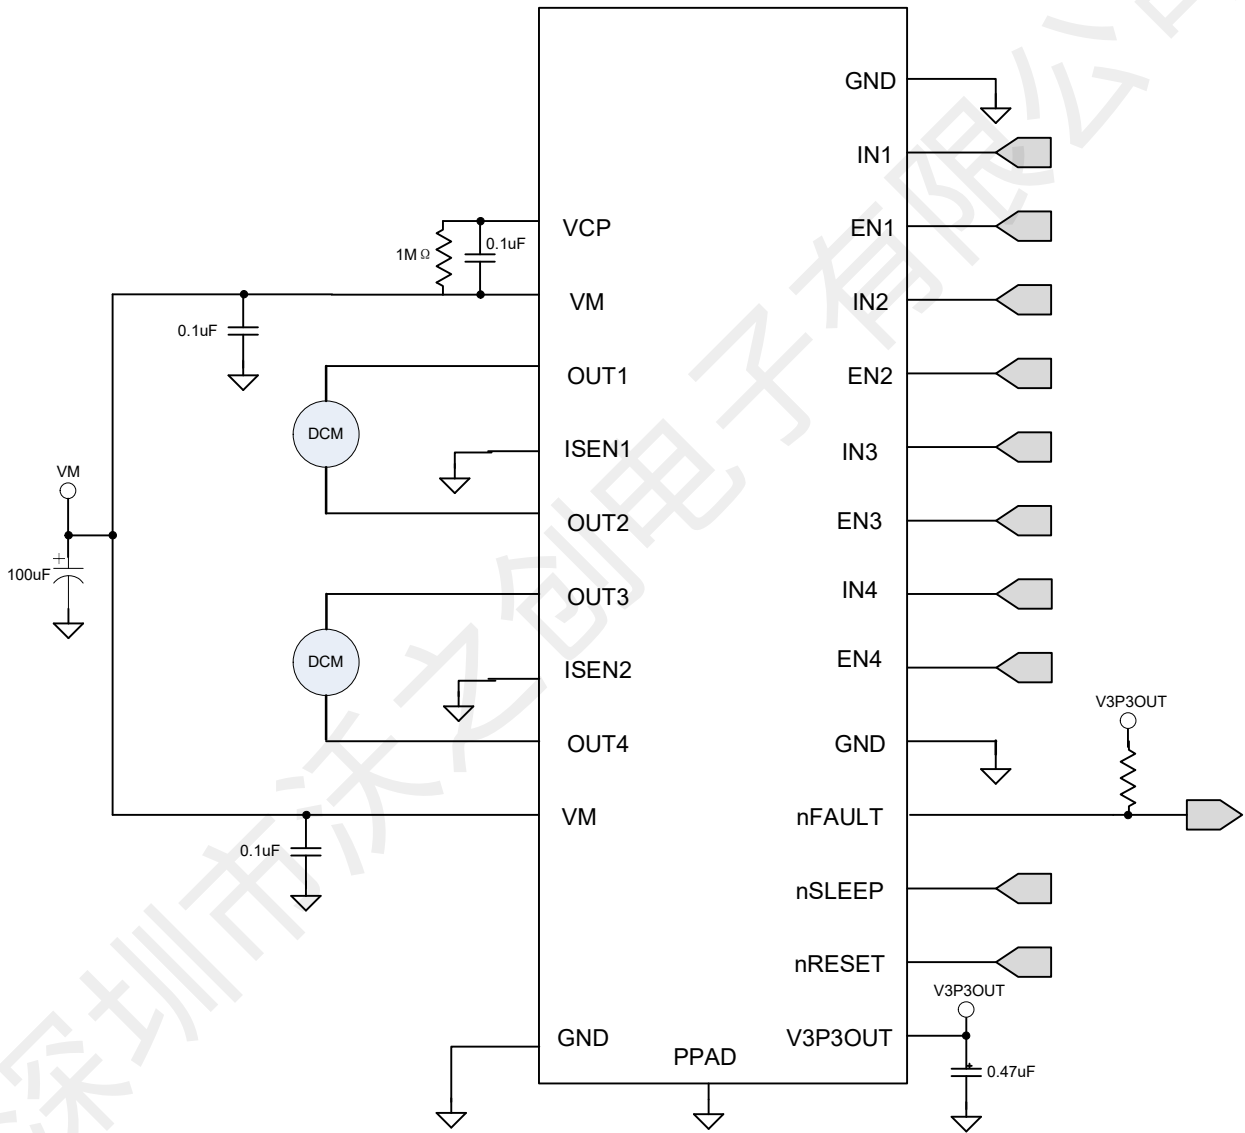 GND
IN1
VCP
EN1
1MΩ
0.1uF
VM
IN2
0.1uF
OUT1
EN2
DCM
ISEN1
IN3
VM
OUT2
EN3
+
100uF
OUT3
IN4
DCM
ISEN2
EN4
V3P3OUT
OUT4
GND
VM
nFAULT
0.1uF
nSLEEP
nRESET
V3P3OUT
GND
PPAD
V3P3OUT
+
0.47uF
深圳市沃之创电子有限公司